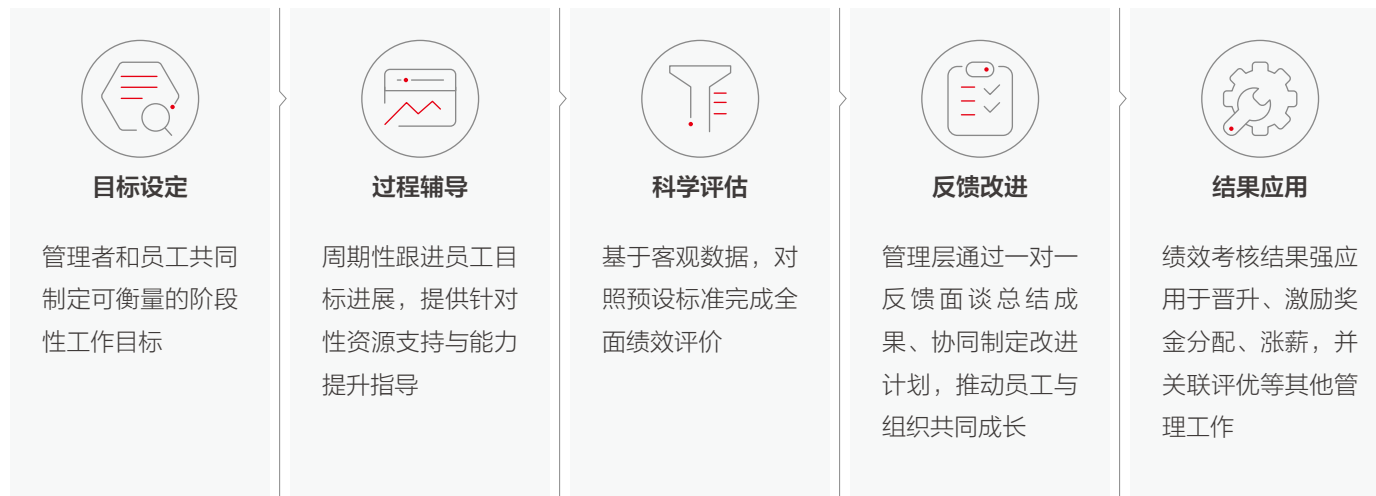 目标设定
管理者和员工共同
制定可衡量的阶段
性工作目标
过程辅导
周期性跟进员工目
标进展，提供针对
性资源支持与能力
提升指导
科学评估
基于客观数据，对
照预设标准完成全
面绩效评价
反馈改进
管理层通过一对一
反馈面谈总结成
果、协同制定改进
计划，推动员工与
组织共同成长
结果应用
绩效考核结果强应
用于晋升、激励奖
金分配、涨薪，并
关联评优等其他管
理工作